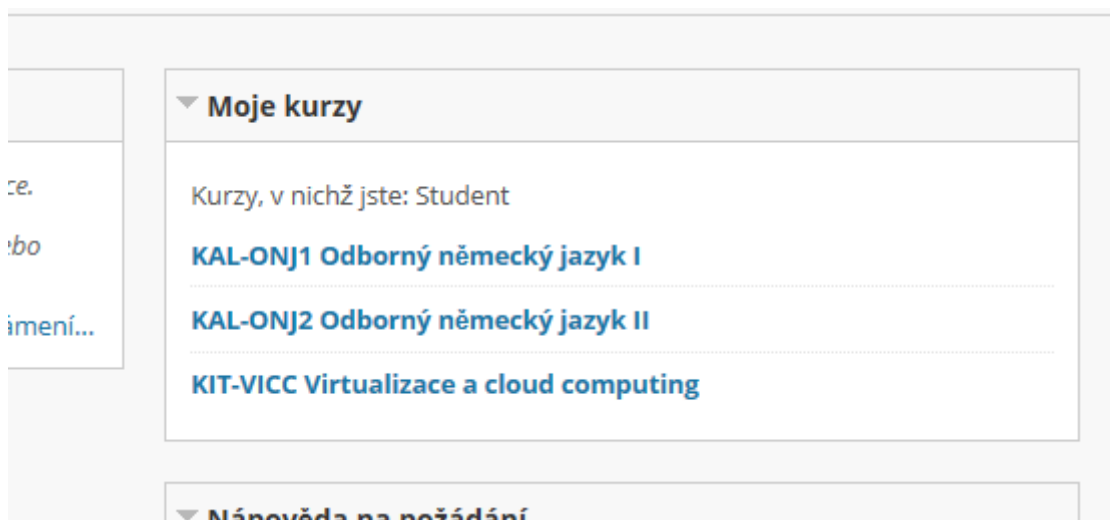 ce.
ebo
ámení...
Moje kurzy
Kurzy, v nichž jste: Student
KAL-ONJ1 Odborný německý jazyk I
KAL-ONJ2 Odborný německý jazyk II
KIT-VICC Virtualizace a cloud computing
Nápověda na požádání